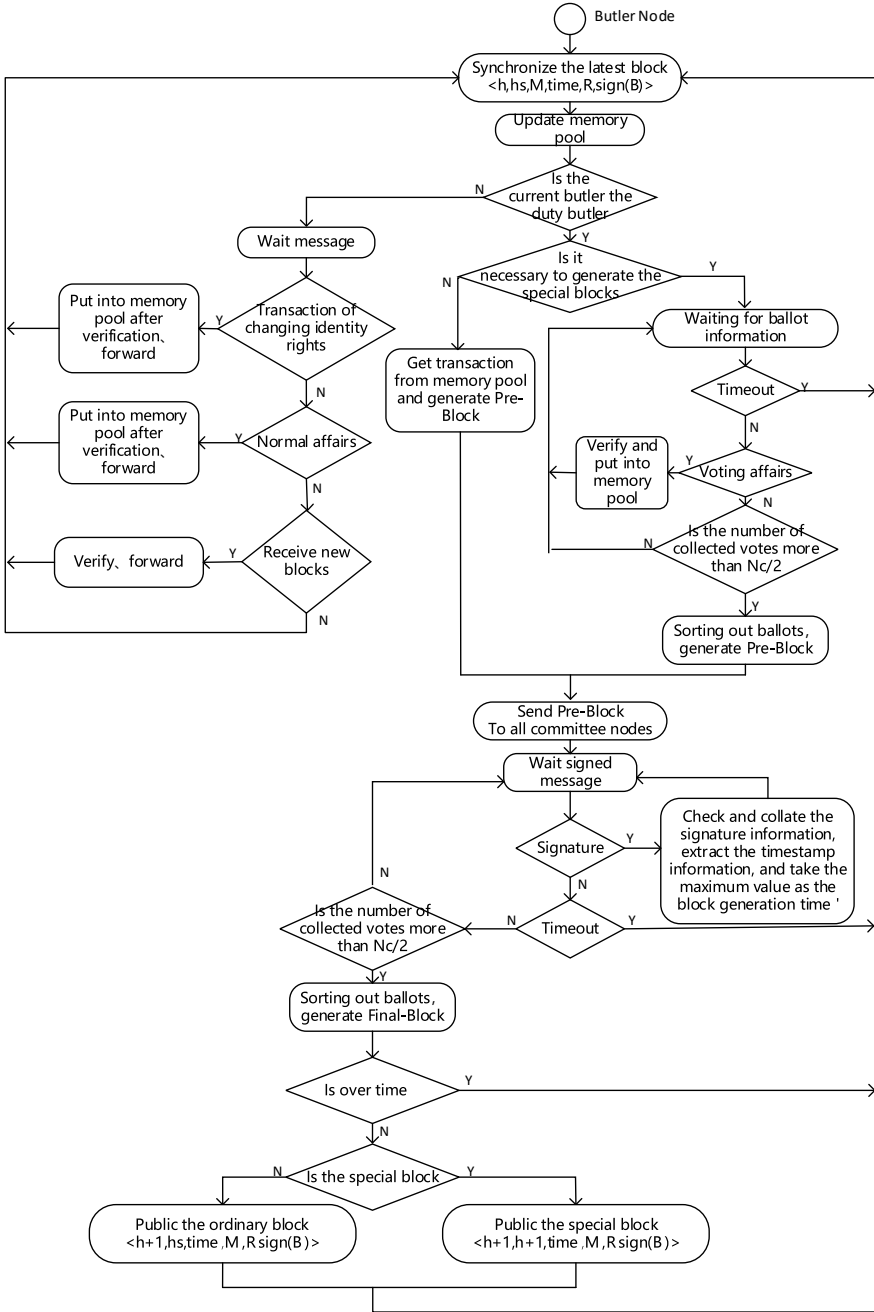 Butler Node
Synchronize the latest block
<h,hs,M,time,R,sign(B)>
Update memory
pool
Is the
current butler the
duty butler
N
Y
Wait message
Is it
necessary to generate the
special blocks
N
Y
Put into memory
pool after
verification、
forward
Y
Transaction of
changing identity
rights
N
Waiting for ballot
information
Get transaction
from memory pool
and generate Pre-
Block
Timeout
Y
N
Put into memory
pool after
verification、
forward
Y
Normal affairs
N
Verify and
put into
memory
pool
Y
Voting affairs
N
Is the number of
collected votes more
than Nc/2
N
Y
Verify、forward
Y
Receive new
blocks
N
Sorting out ballots,
generate Pre-Block
Send Pre-Block
To all committee nodes
Wait signed
message
Signature
Y
N
Check and collate the
signature information,
extract the timestamp
information, and take the
maximum value as the
block generation time '
Timeout
N
Y
Is the number of
collected votes more
than Nc/2
N
Y
Sorting out ballots,
generate Final-Block
Is over time
Y
N
Is the special block
N
Y
Public the ordinary block
<h+1,hs,time,M,Rsign(B)>
Public the special block
<h+1,h+1,time,M,Rsign(B)>